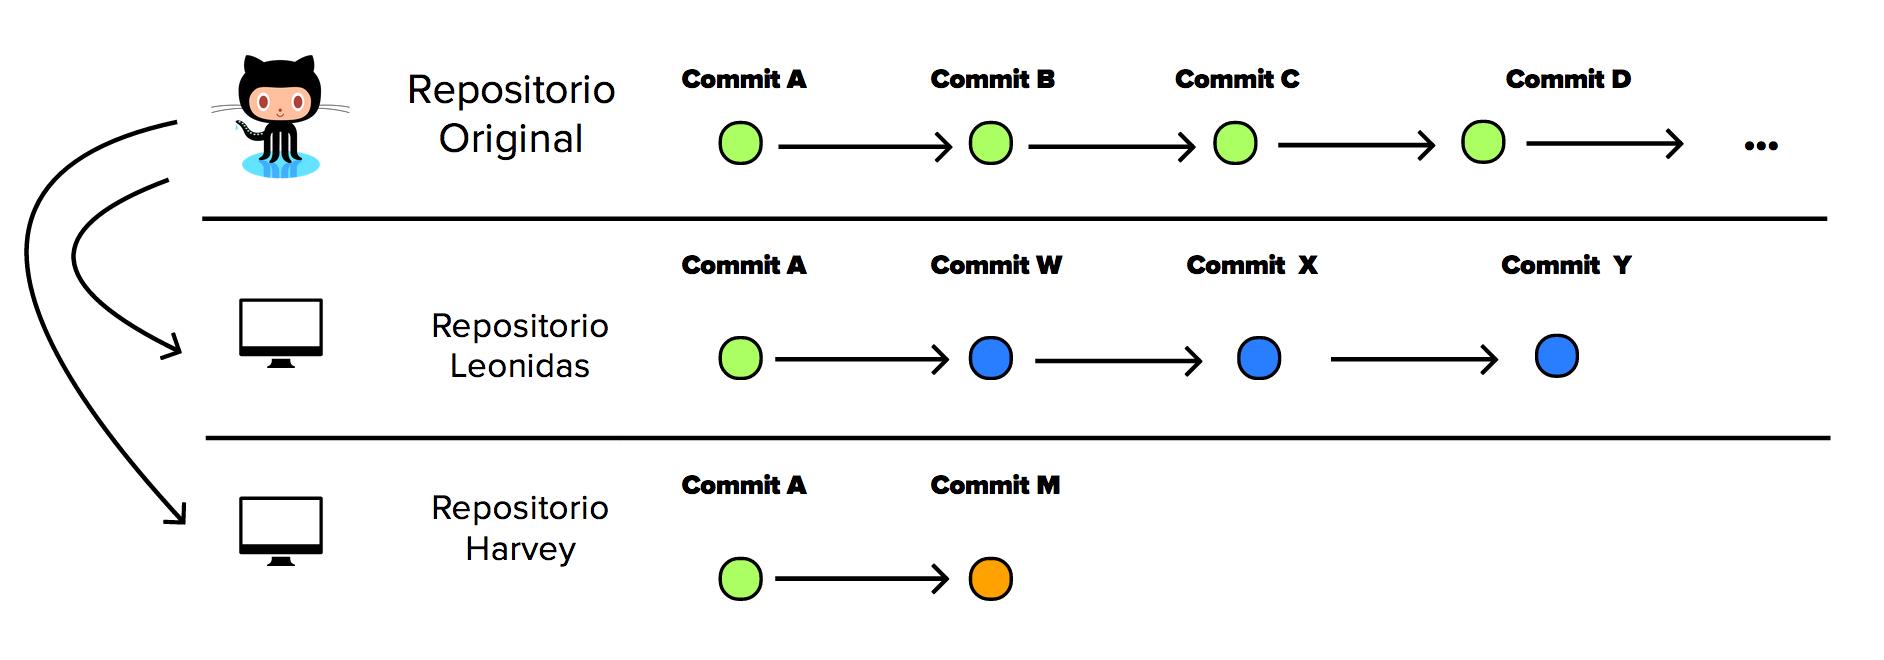 Repositorio
Original
Commit A
Commit B
Commit C
Commit D
...
Repositorio
Leonidas
Commit A
Commit W
Commit X
Commit Y
Repositorio
Harvey
Commit A
Commit M